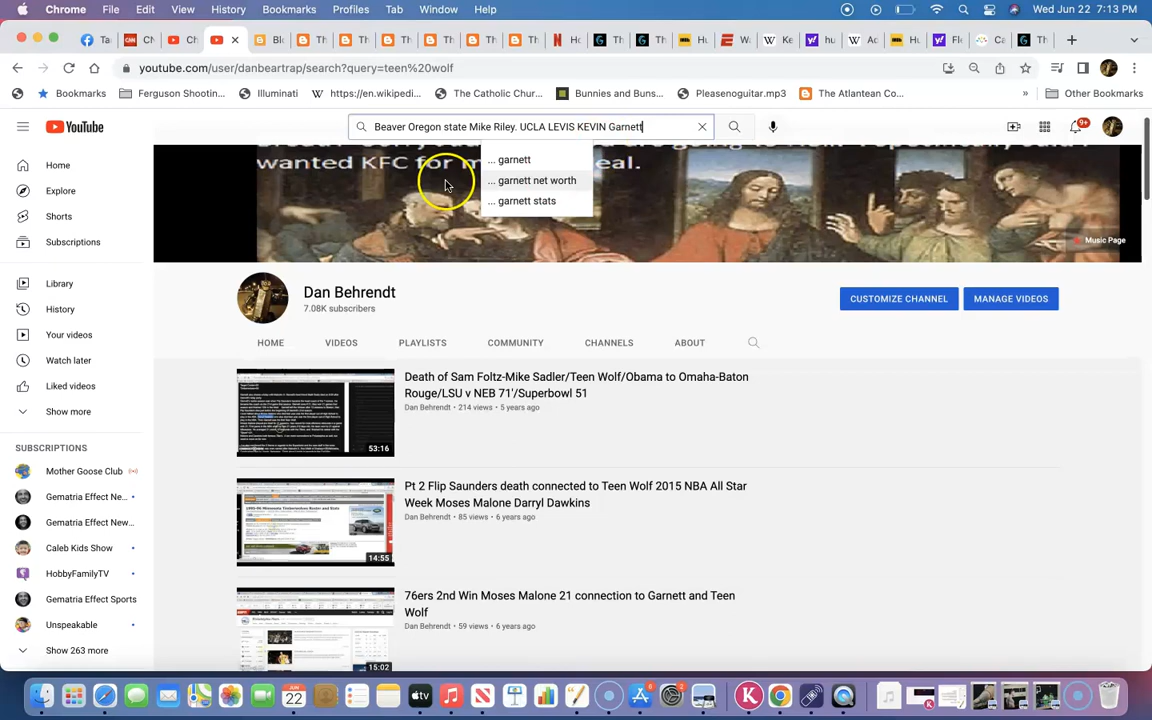 Chrome File Edit View History Bookmarks Profiles Tab Window Help Wed Jun 22 7:13 PM
youtube.com/user/danbeartrap/search?query=teen%20wolf
Bookmarks Ferguson Shootin... Illuminati https://en.wikipedi... The Catholic Chur... Bunnies and Buns... Pleasenoguitar.mp3 The Atlantean Co... » Other Bookmarks
YouTube
Beaver Oregon state Mike Riley. UCLA LEVIS KEVIN Garnett
9+
... garnett
... garnett net worth
... garnett stats
wanted KFC for m
Music Page
Home
Explore
Shorts
Subscriptions
Library
History
Your videos
Watch later
Liked videos
Show more
SUBSCRIPTIONS
Mother Goose Club
Gematria Effect Ne...
Gematria Effect New...
Caleb Kids Show
HobbyFamilyTV
Gematria Effect Sports
Unspeakable
Show 263 more
Dan Behrendt
7.08K subscribers
CUSTOMIZE CHANNEL MANAGE VIDEOS
HOME VIDEOS PLAYLISTS COMMUNITY CHANNELS ABOUT
Death of Sam Foltz-Mike Sadler/Teen Wolf/Obama to Omaha-Baton
Rouge/LSU v NEB 71'/Superbowl 51
Dan Behrendt • 214 views • 5 years ago
53:16
Pt 2 Flip Saunders death connected to Teen Wolf 2015 NBA All Star
Week Moses Malone Darryl Dawkins
Dan Behrendt • 85 views • 6 years ago
14:55
76ers 2nd Win Moses Malone 21 connection to Garnett and Teen
Wolf
Dan Behrendt • 59 views • 6 years ago
15:02